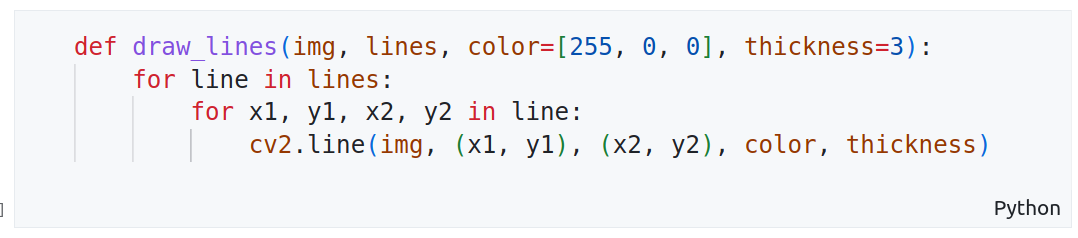 def draw_lines(img, lines, color=[255, 0, 0], thickness=3):
    for line in lines:
        for x1, y1, x2, y2 in line:
            cv2.line(img, (x1, y1), (x2, y2), color, thickness)
]
Python